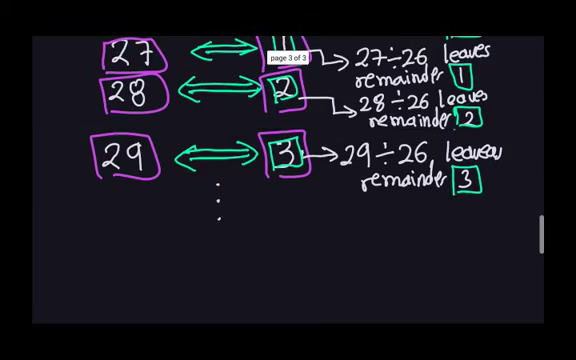 27 ⟺ 1 → 27÷26, leaves
remainder 1
page 3 of 3
28 ⟺ 2 → 28÷26, leaves
remainder 2
29 ⟺ 3 → 29÷26, leaves
remainder 3